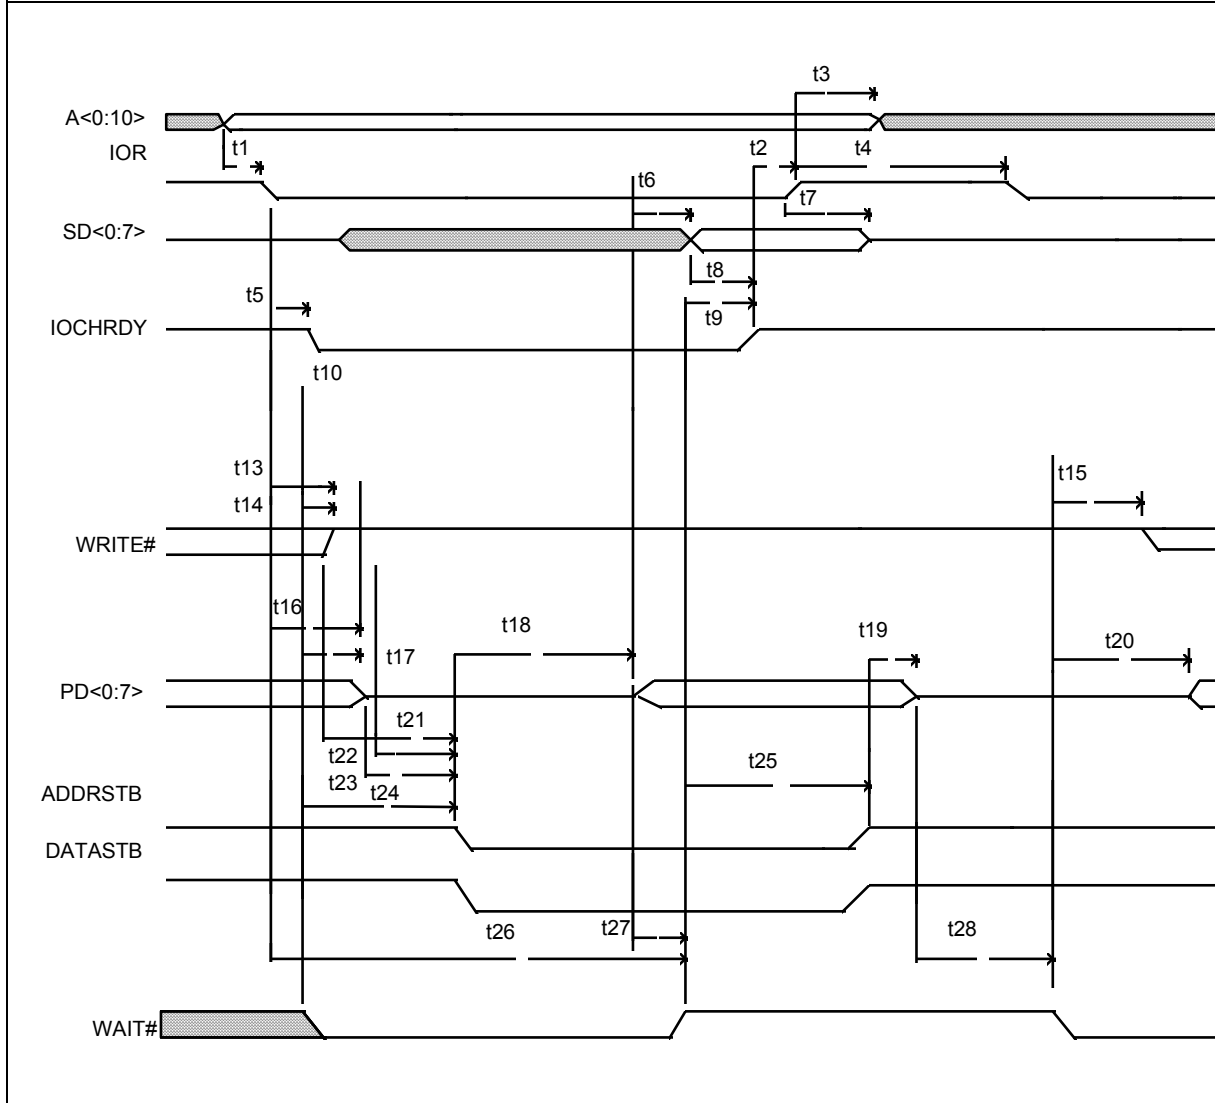 t3
A<0:10>
IOR
t1
t2
t4
t6
t7
SD<0:7>
t8
t5
t9
IOCHRDY
t10
t13
t15
t14
WRITE#
t16
t18
t19
t17
t20
PD<0:7>
t21
t22
t23
t25
t24
ADDRSTB
DATASTB
t26
t27
t28
WAIT#